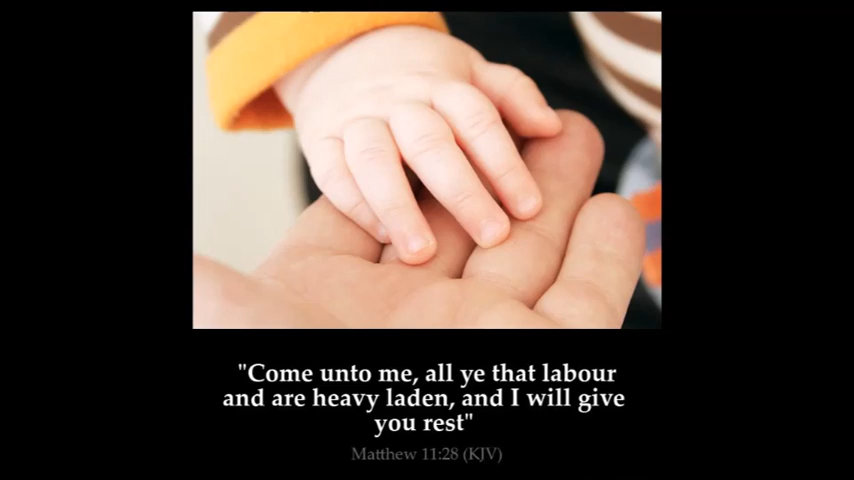 "Come unto me, all ye that labour
and are heavy laden, and I will give
you rest"
Matthew 11:28 (KJV)